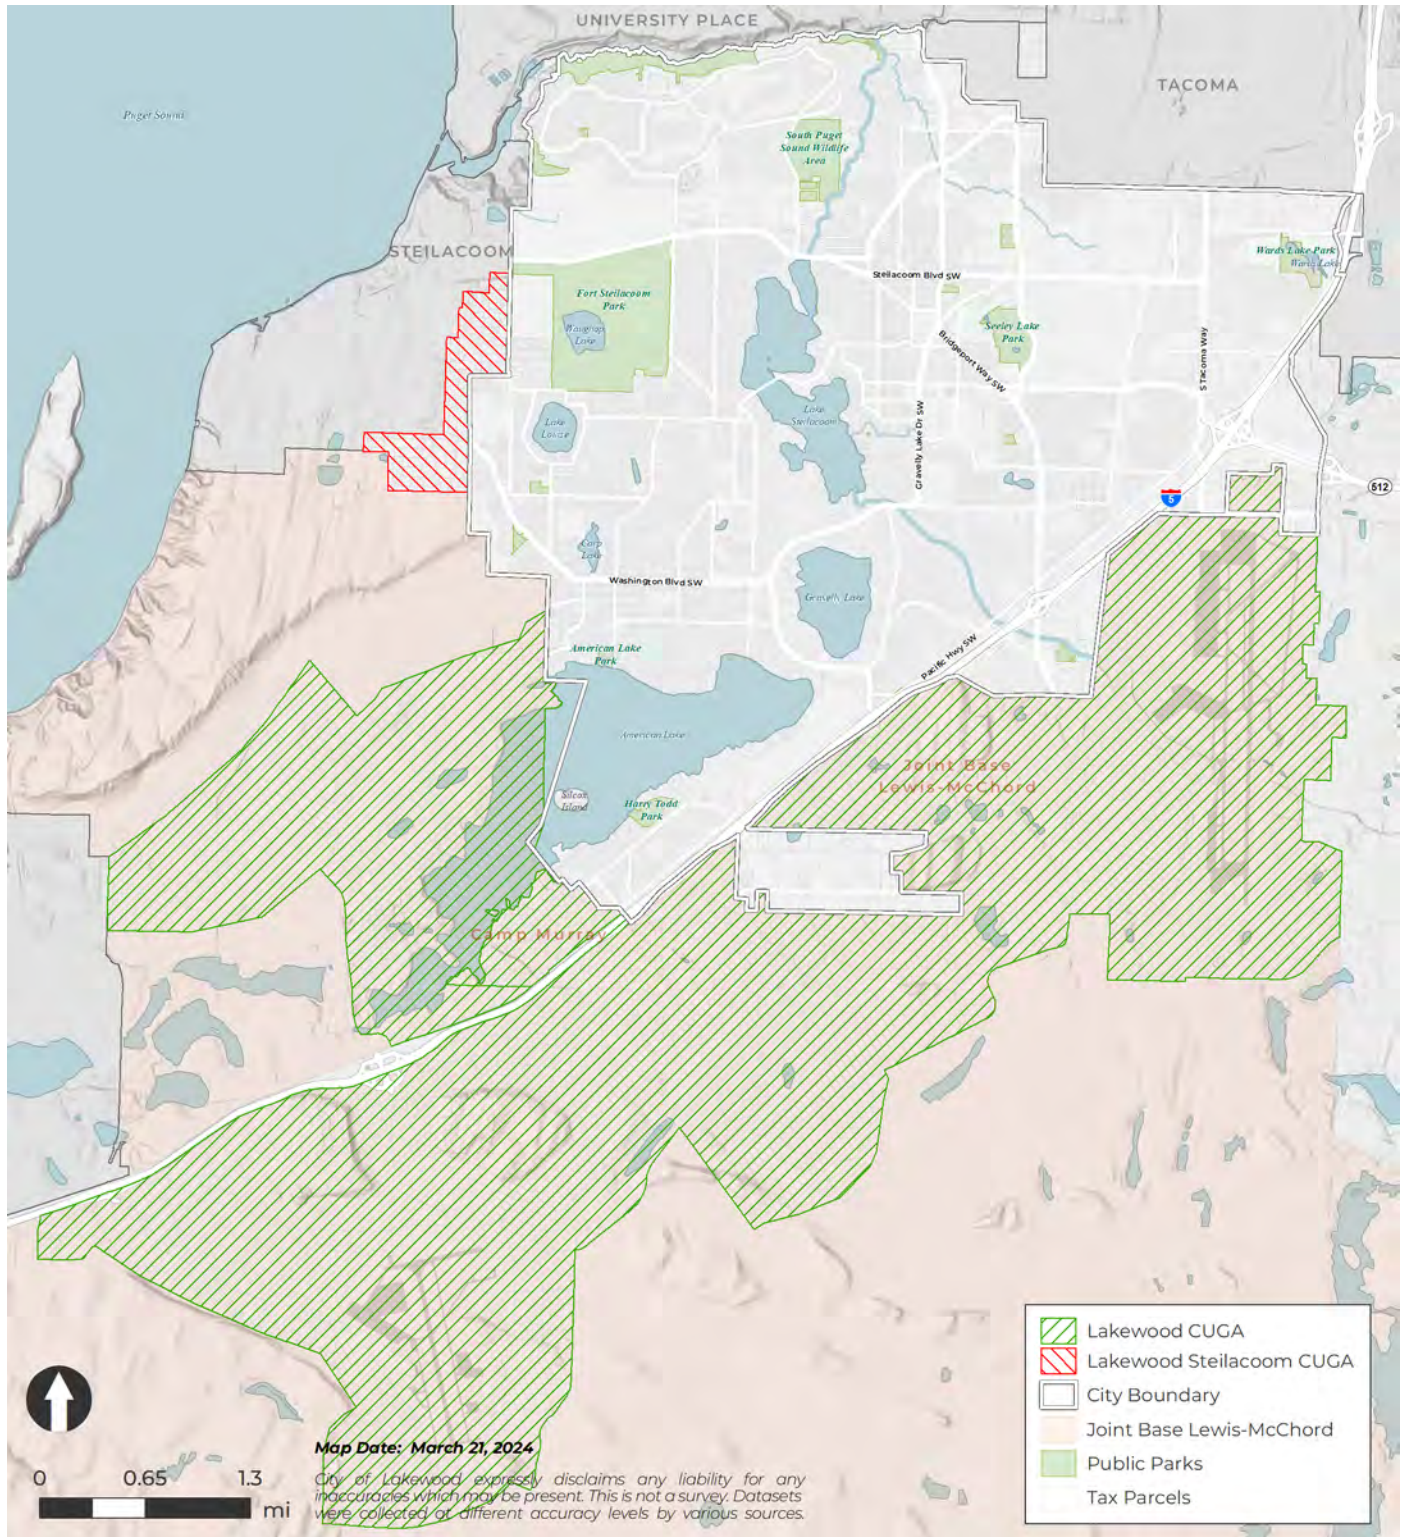 UNIVERSITY PLACE
TACOMA
Puget Sound
South Puget
Sound Wildlife
Area
STEILACOOM
Wards Lake Park
Wards Lake
Steilacoom Blvd SW
Fort Steilacoom
Park
Waughop
Lake
Seeley Lake
Park
Bridgeport Way SW
S Tacoma Way
Lake
Steilacoom
Gravelly Lake Dr SW
Lake
Louise
512
5
Carp
Lake
Washington Blvd SW
Gravelly Lake
American Lake
Park
Pacific Hwy SW
American Lake
Joint Base
Lewis-McChord
Silcox
Island
Harry Todd
Park
Camp Murray
Lakewood CUGA
Lakewood Steilacoom CUGA
City Boundary
Joint Base Lewis-McChord
Public Parks
Tax Parcels
Map Date: March 21, 2024
0 0.65 1.3
mi
City of Lakewood expressly disclaims any liability for any
inaccuracies which may be present. This is not a survey. Datasets
were collected at different accuracy levels by various sources.